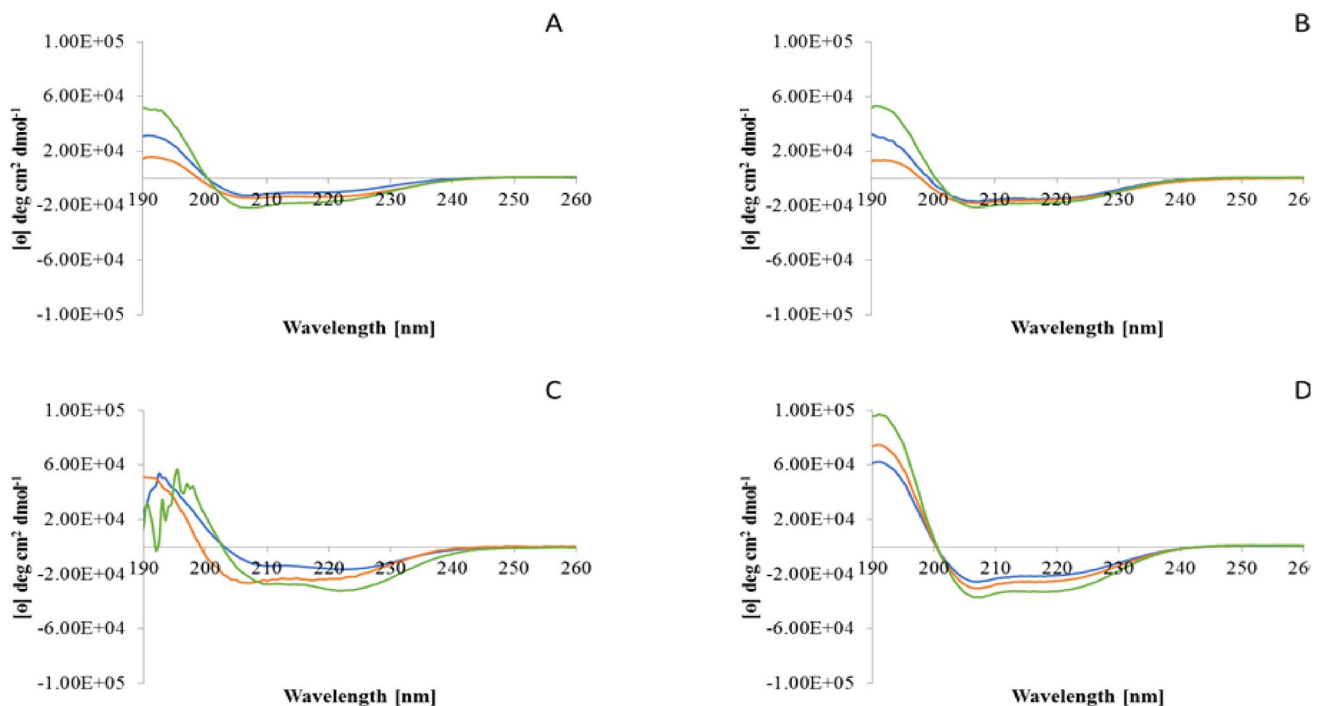 A
1.00E+05
6.00E+04
2.00E+04
-2.00E+04
-6.00E+04
-1.00E+05
190 200 210 220 230 240 250 260
[o] deg cm² dmol⁻¹
Wavelength [nm]
B
1.00E+05
6.00E+04
2.00E+04
-2.00E+04
-6.00E+04
-1.00E+05
190 200 210 220 230 240 250 26
[o] deg cm² dmol⁻¹
Wavelength [nm]
C
1.00E+05
6.00E+04
2.00E+04
-2.00E+04
-6.00E+04
-1.00E+05
190 200 210 220 230 240 250 260
[o] deg cm² dmol⁻¹
Wavelength [nm]
D
1.00E+05
6.00E+04
2.00E+04
-2.00E+04
-6.00E+04
-1.00E+05
190 200 210 220 230 240 250 26
[o] deg cm² dmol⁻¹
Wavelength [nm]